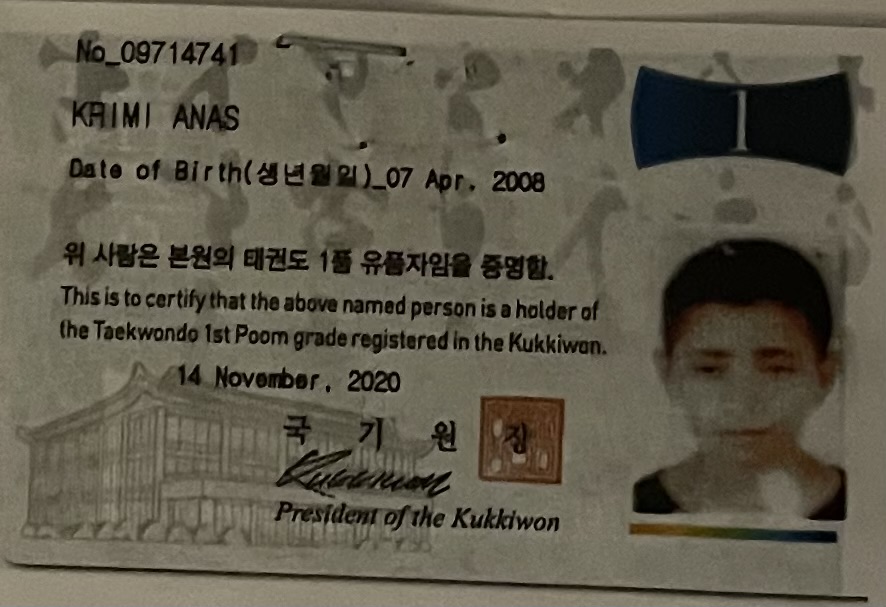 No_09714741
1
KRIMI ANAS
Date of Birth(생년월일)_07 Apr. 2008
위 사람은 본원의 태권도 1품 유품자임을 증명함.
This is to certify that the above named person is a holder of
the Taekwondo 1st Poom grade registered in the Kukkiwon.
14 November, 2020
국 기 원 장
Kukkiwon
President of the Kukkiwon